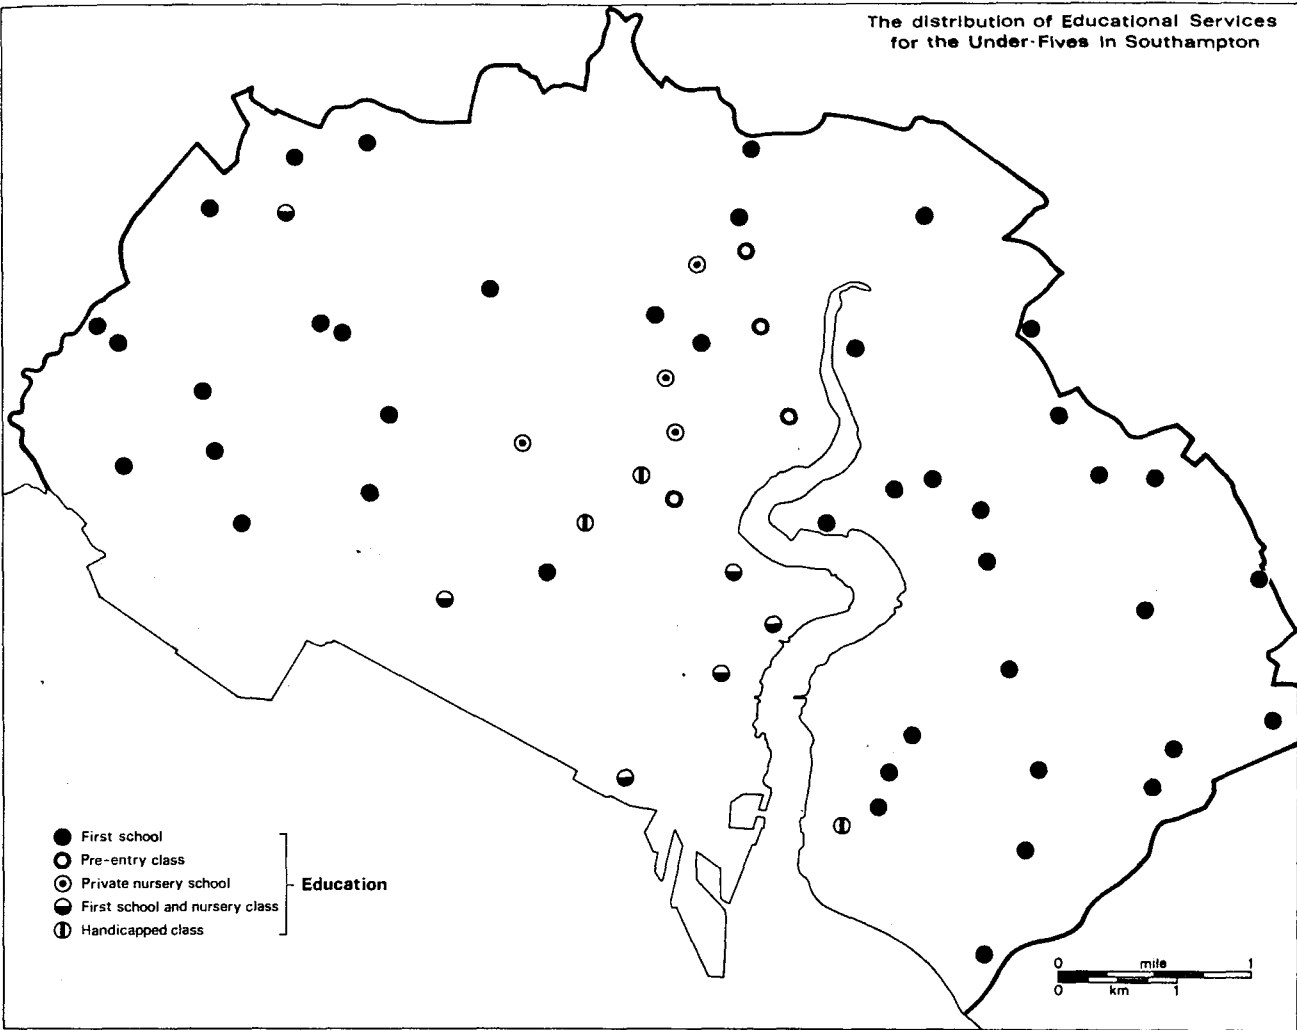 The distribution of Educational Services
for the Under-Fives in Southampton
First school
Pre-entry class
Private nursery school
First school and nursery class
Handicapped class
Education
0 mile 1
0 km 1